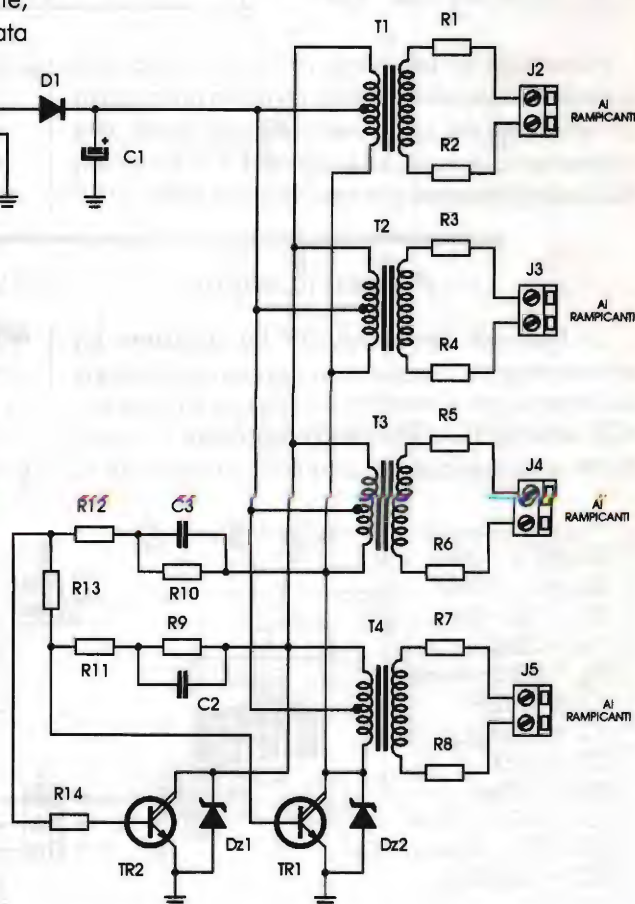 nte,
ata
D1
+
C1
T1
R1
R2
J2
AI
RAMPICANTI
T2
R3
R4
J3
AI
RAMPICANTI
T3
R5
R6
J4
AI
RAMPICANTI
R12
C3
R10
R13
R11
R9
C2
T4
R7
R8
J5
AI
RAMPICANTI
R14
TR2
Dz1
TR1
Dz2